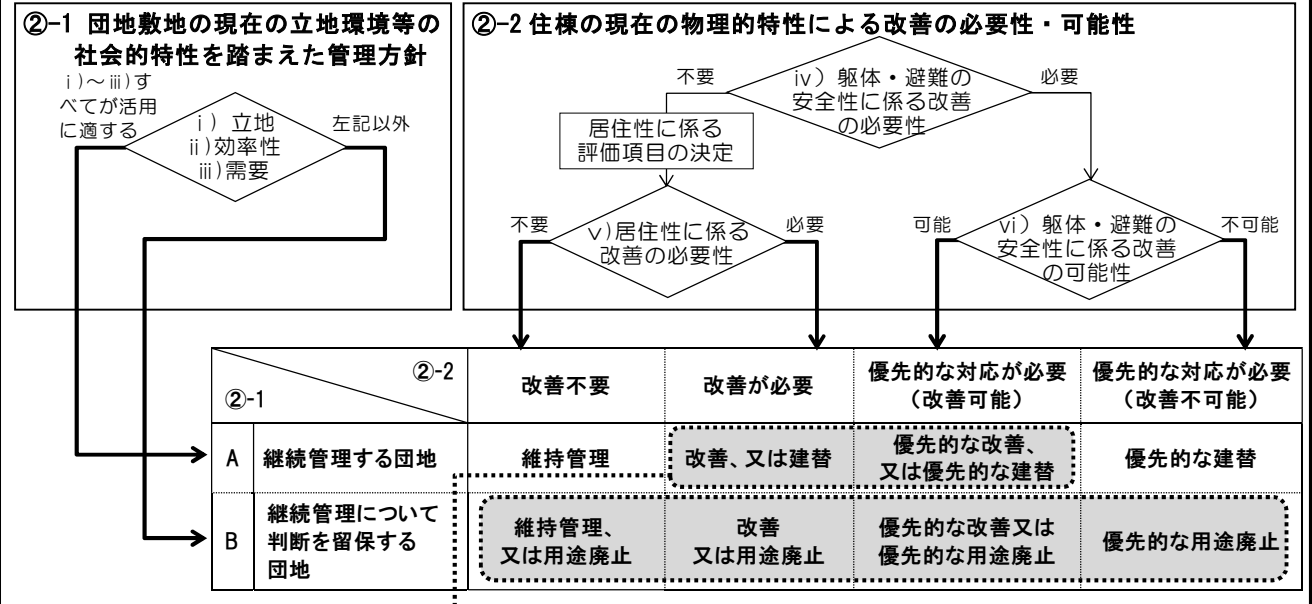 ②-1 団地敷地の現在の立地環境等の
社会的特性を踏まえた管理方針
ⅰ)～ⅲ)す
べてが活用
に適する
ⅰ) 立地
ⅱ)効率性
ⅲ)需要
左記以外
②-2 住棟の現在の物理的特性による改善の必要性・可能性
不要
ⅳ) 躯体・避難の
安全性に係る改善
の必要性
必要
居住性に係る
評価項目の決定
不要
ⅴ)居住性に係る
改善の必要性
必要
可能
ⅵ) 躯体・避難の
安全性に係る改善
の可能性
不可能
②-2
②-1
改善不要
改善が必要
優先的な対応が必要
(改善可能)
優先的な対応が必要
(改善不可能)
A
継続管理する団地
維持管理
改善、又は建替
優先的な改善、
又は優先的な建替
優先的な建替
B
継続管理について
判断を留保する
団地
維持管理、
又は用途廃止
改善
又は用途廃止
優先的な改善又は
優先的な用途廃止
優先的な用途廃止